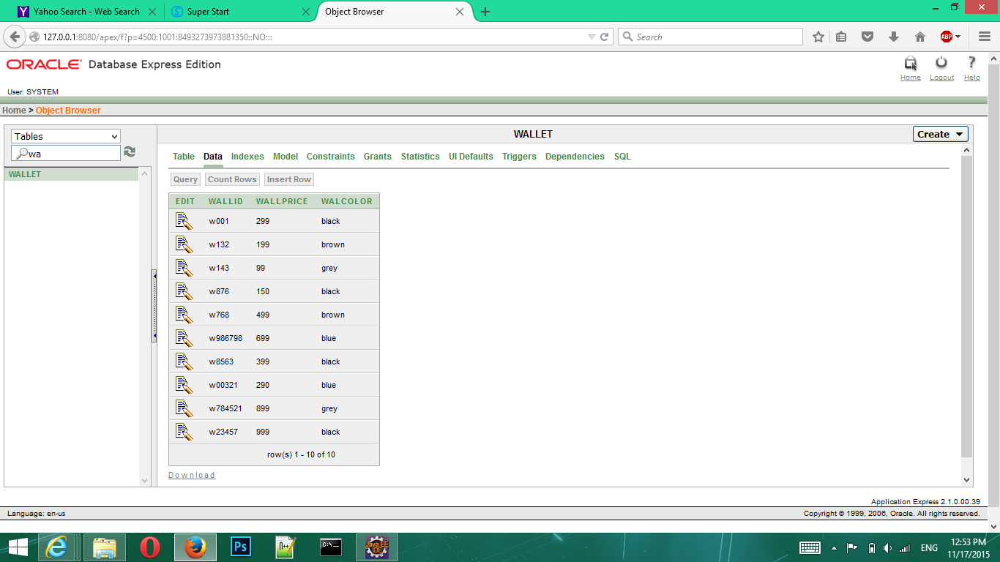 Yahoo Search - Web Search Super Start Object Browser
127.0.0.1:8080/apex/f?p=4500:1001:8493273973881350::NO::: Search ABP
ORACLE Database Express Edition
Home Logout Help
User: SYSTEM
Home > Object Browser
Tables
wa
WALLET
WALLET Create
Table Data Indexes Model Constraints Grants Statistics UI Defaults Triggers Dependencies SQL
Query Count Rows Insert Row
EDIT WALLID WALLPRICE WALCOLOR
w001 299 black
w132 199 brown
w143 99 grey
w876 150 black
w768 499 brown
w986798 699 blue
w8563 399 black
w00321 290 blue
w784521 899 grey
w23457 999 black
row(s) 1 - 10 of 10
Download
Application Express 2.1.0.00.39
Language: en-us Copyright © 1999, 2006, Oracle. All rights reserved.
Ps C:\ Java EE IDE ENG 12:53 PM
11/17/2015